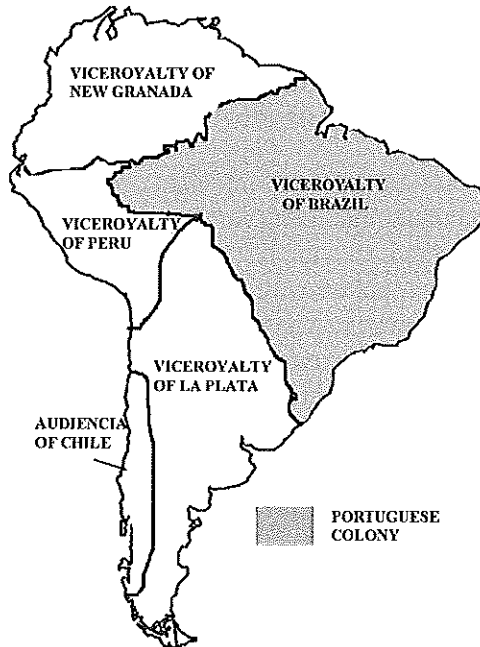 VICEROYALTY OF
NEW GRANADA
VICEROYALTY
OF BRAZIL
VICEROYALTY
OF PERU
VICEROYALTY
OF LA PLATA
AUDIENCIA
OF CHILE
PORTUGUESE
COLONY